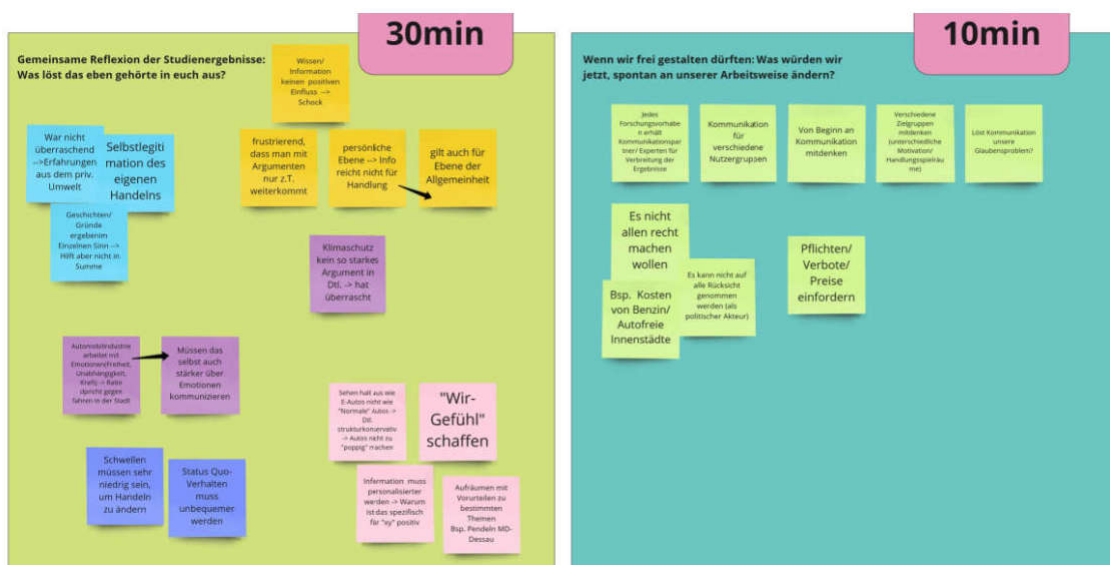 30min
Gemeinsame Reflexion der Studienergebnisse:
Was löst das eben gehörte in euch aus?
Wissen/
Information
keinen positiven
Einfluss -->
Schock
War nicht
überraschend
-->Erfahrungen
aus dem priv.
Umwelt
Selbstlegiti
mation des
eigenen
Handelns
Geschichten/
Gründe
ergebenim
Einzelnen Sinn -->
Hilft aber nicht in
Summe
frustrierend,
dass man mit
Argumenten
nur z.T.
weiterkommt
persönliche
Ebene --> Info
reicht nicht für
Handlung
gilt auch für
Ebene der
Allgemeinheit
Klimaschutz
kein so starkes
Argument in
Dtl. -> hat
überrascht
Automobilindustrie
arbeitet mit
Emotionen(Freiheit,
Unabhängigkeit,
Kraft) -> Ratio
spricht gegen
fahren in der Stadt
Müssen das
selbst auch
stärker über
Emotionen
kommunizieren
Sehen halt aus wie
E-Autos nicht wie
"Normale" Autos ->
Dtl.
strukturkonservativ
-> Autos nicht zu
"poppig" machen
"Wir-
Gefühl"
schaffen
Schwellen
müssen sehr
niedrig sein,
um Handeln
zu ändern
Status Quo-
Verhalten
muss
unbequemer
werden
Information muss
personalisierter
werden -> Warum
ist das spezifisch
für "xy" positiv
Aufräumen mit
Vorurteilen zu
bestimmten
Themen
Bsp. Pendeln MD-
Dessau
10min
Wenn wir frei gestalten dürften: Was würden wir
jetzt, spontan an unserer Arbeitsweise ändern?
Jedes
Forschungsvorhabe
n erhält
Kommunikationspar
tner/ Experten für
Verbreitung der
Ergebnisse
Kommunikation
für
verschiedene
Nutzergruppen
Von Beginn an
Kommunikation
mitdenken
Verschiedene
Zielgruppen
mitdenken
(unterschiedliche
Motivation/
Handlungsspielräu
me)
Löst Kommunikation
unsere
Glaubensproblem?
Es nicht
allen recht
machen
wollen
Bsp. Kosten
von Benzin/
Autofreie
Innenstädte
Es kann nicht auf
alle Rücksicht
genommen
werden (als
politischer Akteur)
Pflichten/
Verbote/
Preise
einfordern